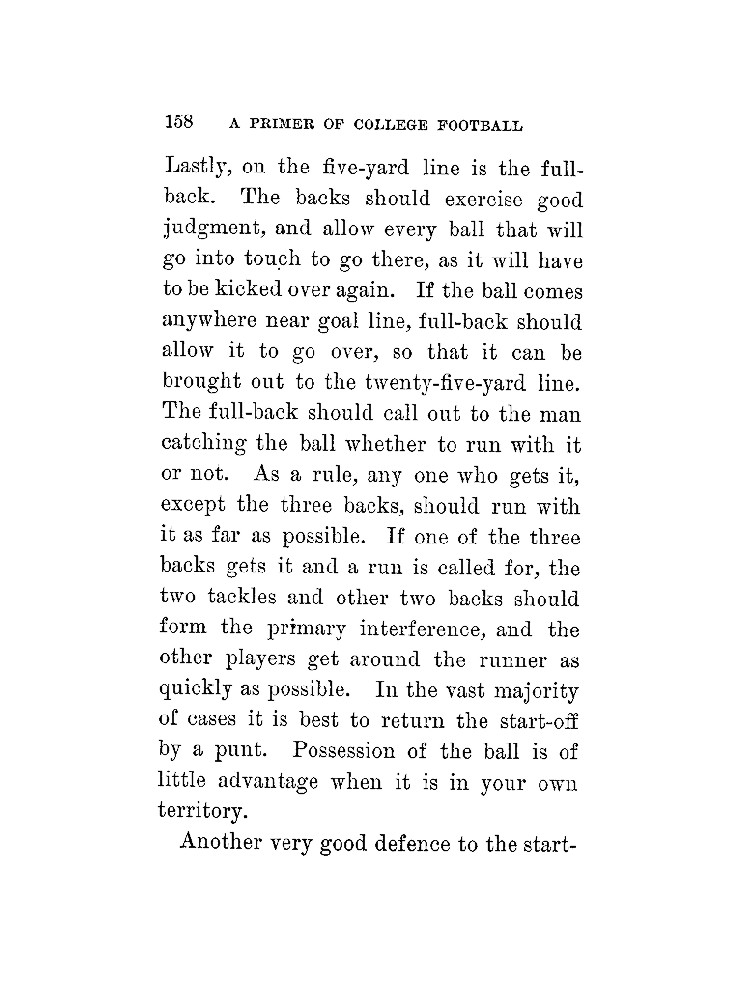 158 A PRIMER OF COLLEGE FOOTBALL
Lastly, on the five-yard line is the full-
back. The backs should exercise good
judgment, and allow every ball that will
go into touch to go there, as it will have
to be kicked over again. If the ball comes
anywhere near goal line, full-back should
allow it to go over, so that it can be
brought out to the twenty-five-yard line.
The full-back should call out to the man
catching the ball whether to run with it
or not. As a rule, any one who gets it,
except the three backs, should run with
it as far as possible. If one of the three
backs gets it and a run is called for, the
two tackles and other two backs should
form the primary interference, and the
other players get around the runner as
quickly as possible. In the vast majority
of cases it is best to return the start-off
by a punt. Possession of the ball is of
little advantage when it is in your own
territory.
Another very good defence to the start-